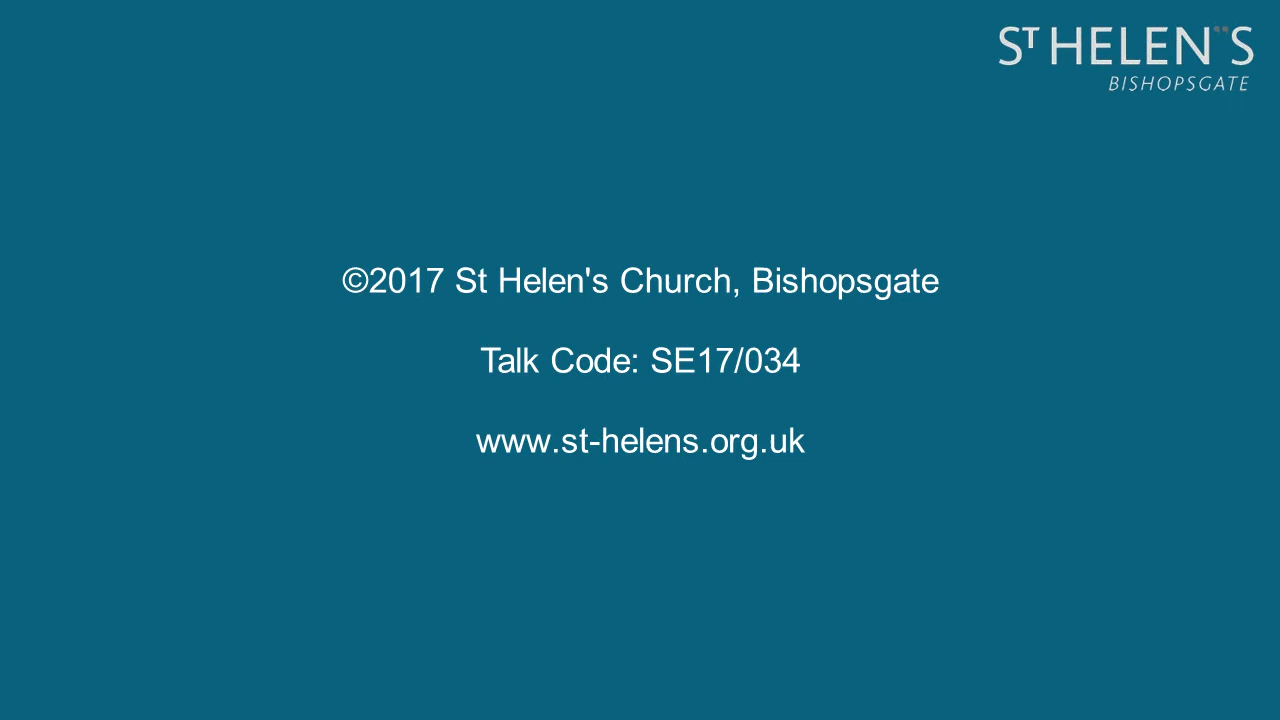 ST HELEN'S
BISHOPSGATE
©2017 St Helen's Church, Bishopsgate
Talk Code: SE17/034
www.st-helens.org.uk